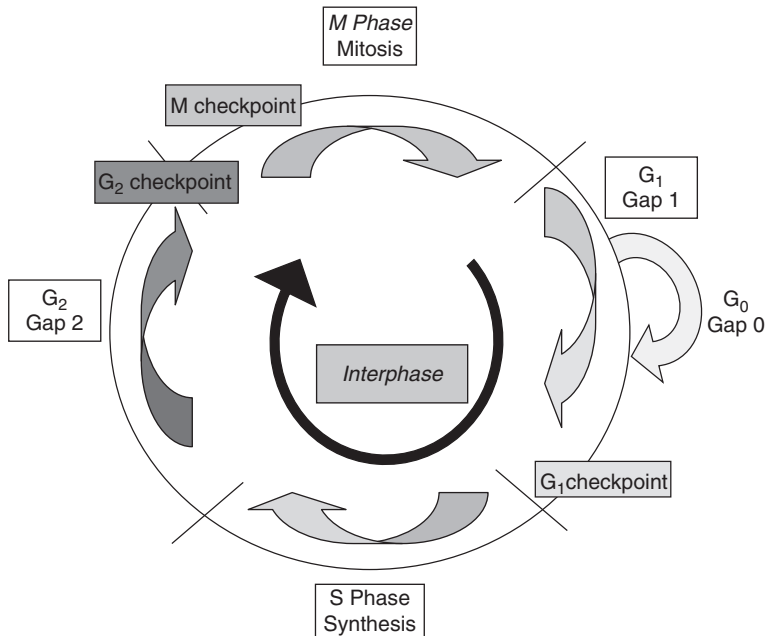 M Phase
Mitosis
M checkpoint
G₂ checkpoint
G₁
Gap 1
G₂
Gap 2
G₀
Gap 0
Interphase
G₁checkpoint
S Phase
Synthesis